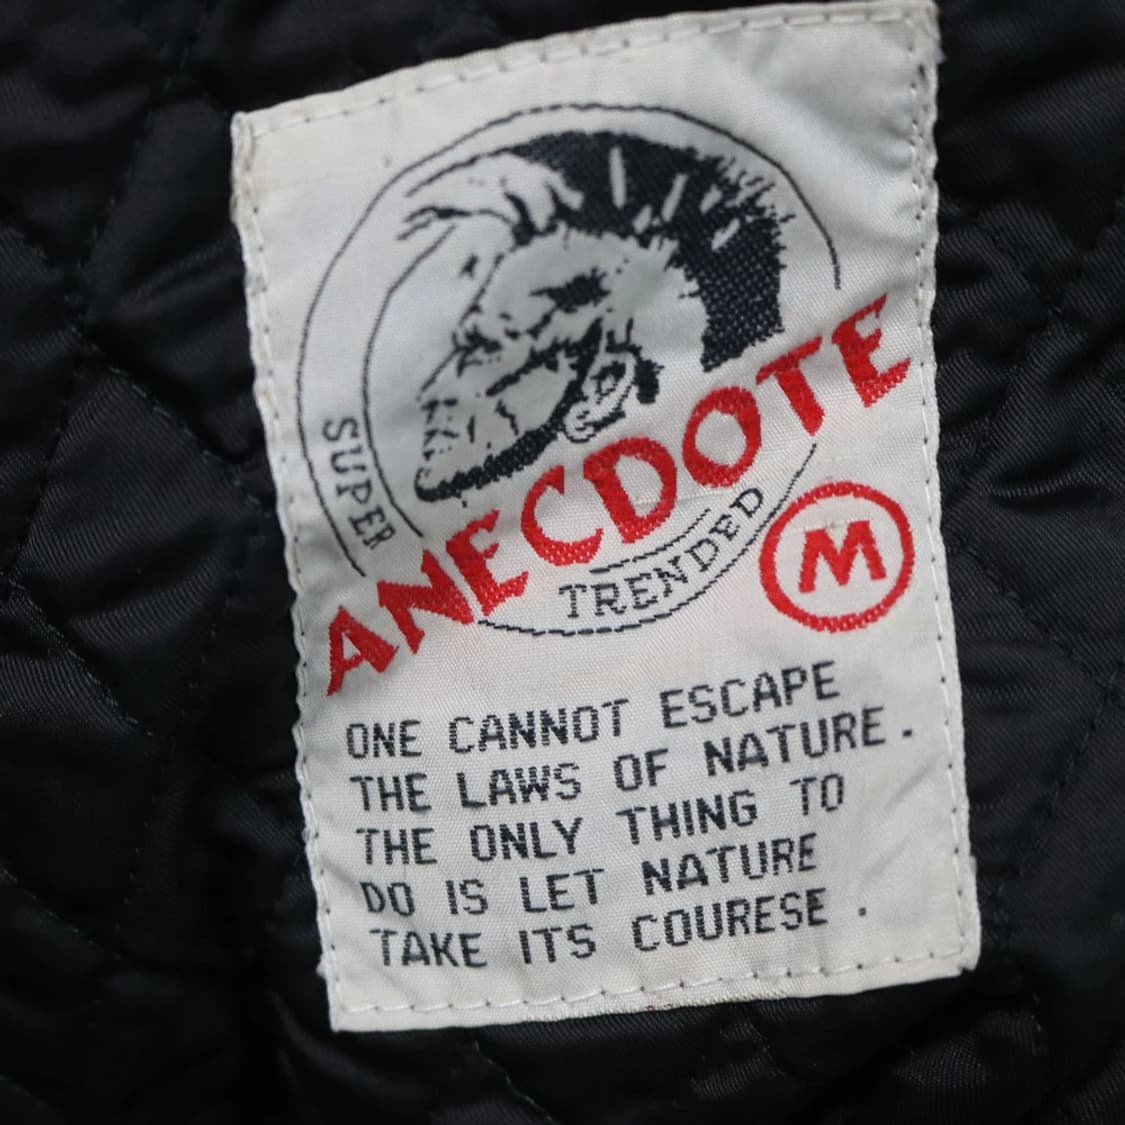 SUPER
ANECDOTE
TRENDED
M
ONE CANNOT ESCAPE
THE LAWS OF NATURE.
THE ONLY THING TO
DO IS LET NATURE
TAKE ITS COURESE.